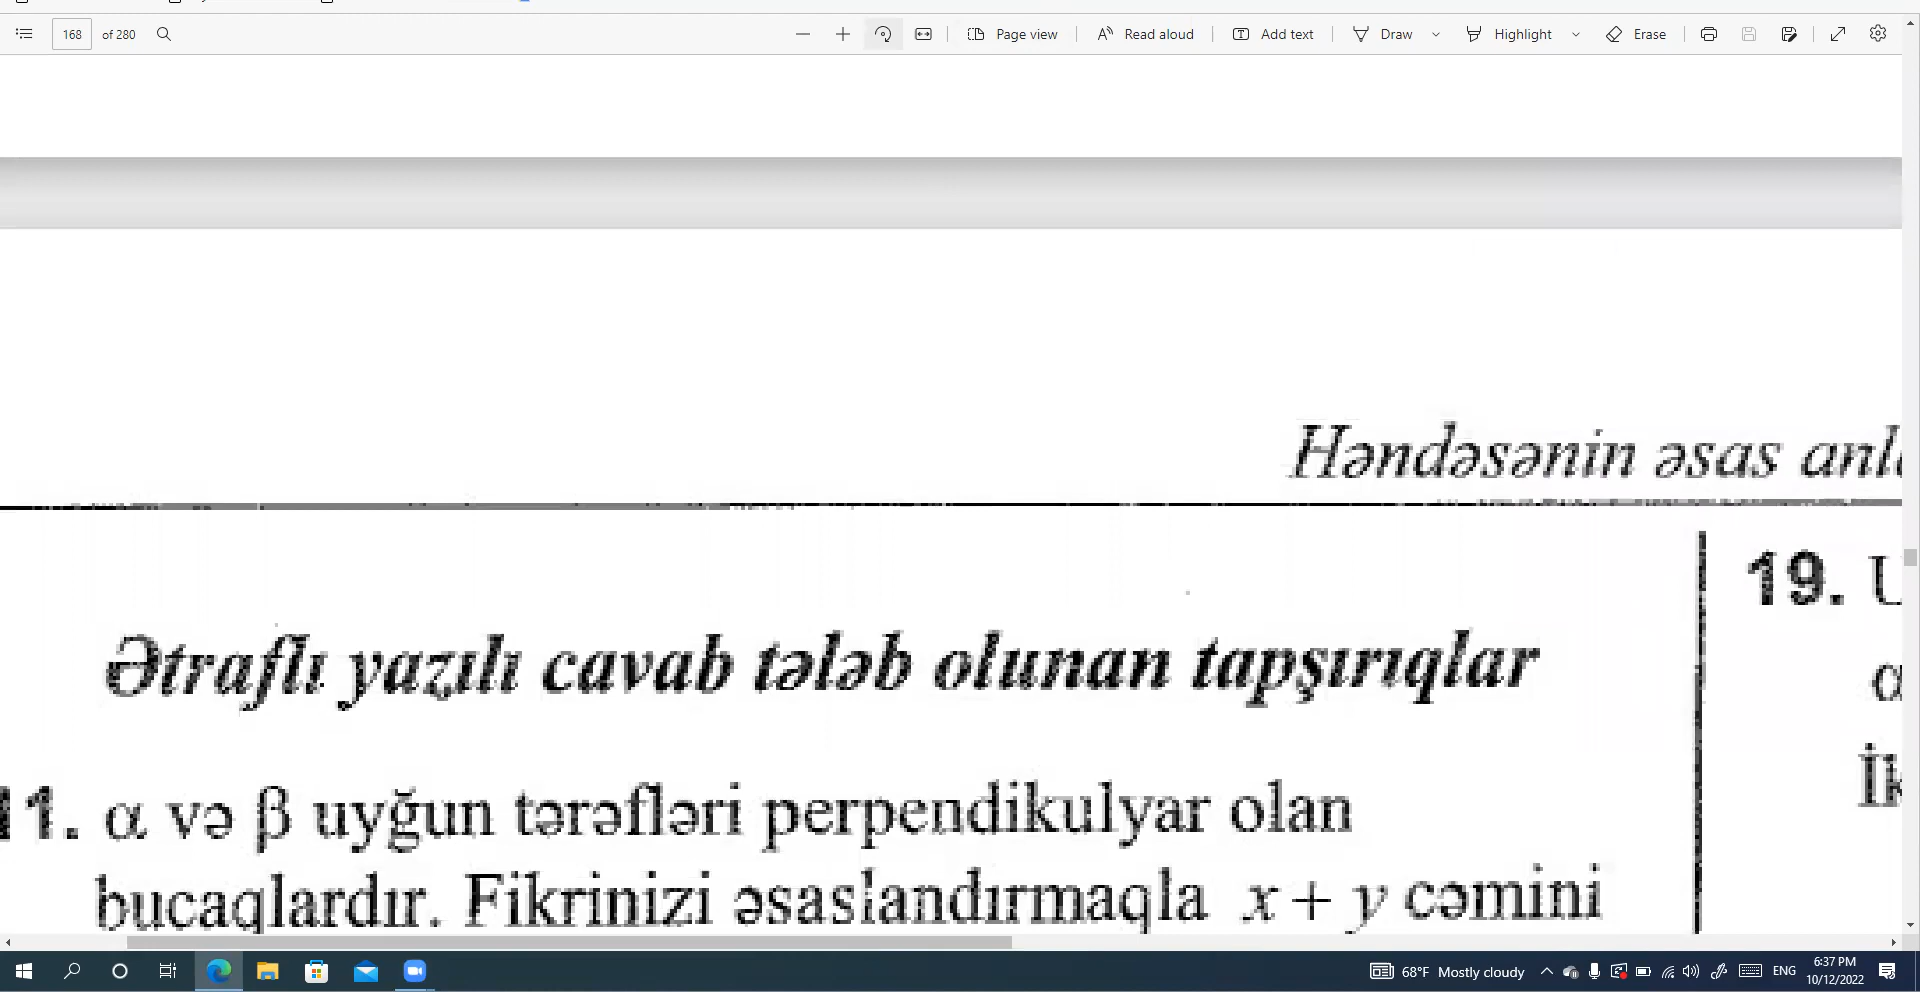 168 of 280
Page view
Read aloud
Add text
Draw
Highlight
Erase
Həndəsənin əsas
Ətraflı yazılı cavab tələb olunan tapşırıqlar
11. α və β uyğun tərəfləri perpendikulyar olan
bucaqlardır. Fikrinizi əsaslandırmaqla x + y cəmini
19.
α
68°F Mostly cloudy
ENG
6:37 PM
10/12/2022